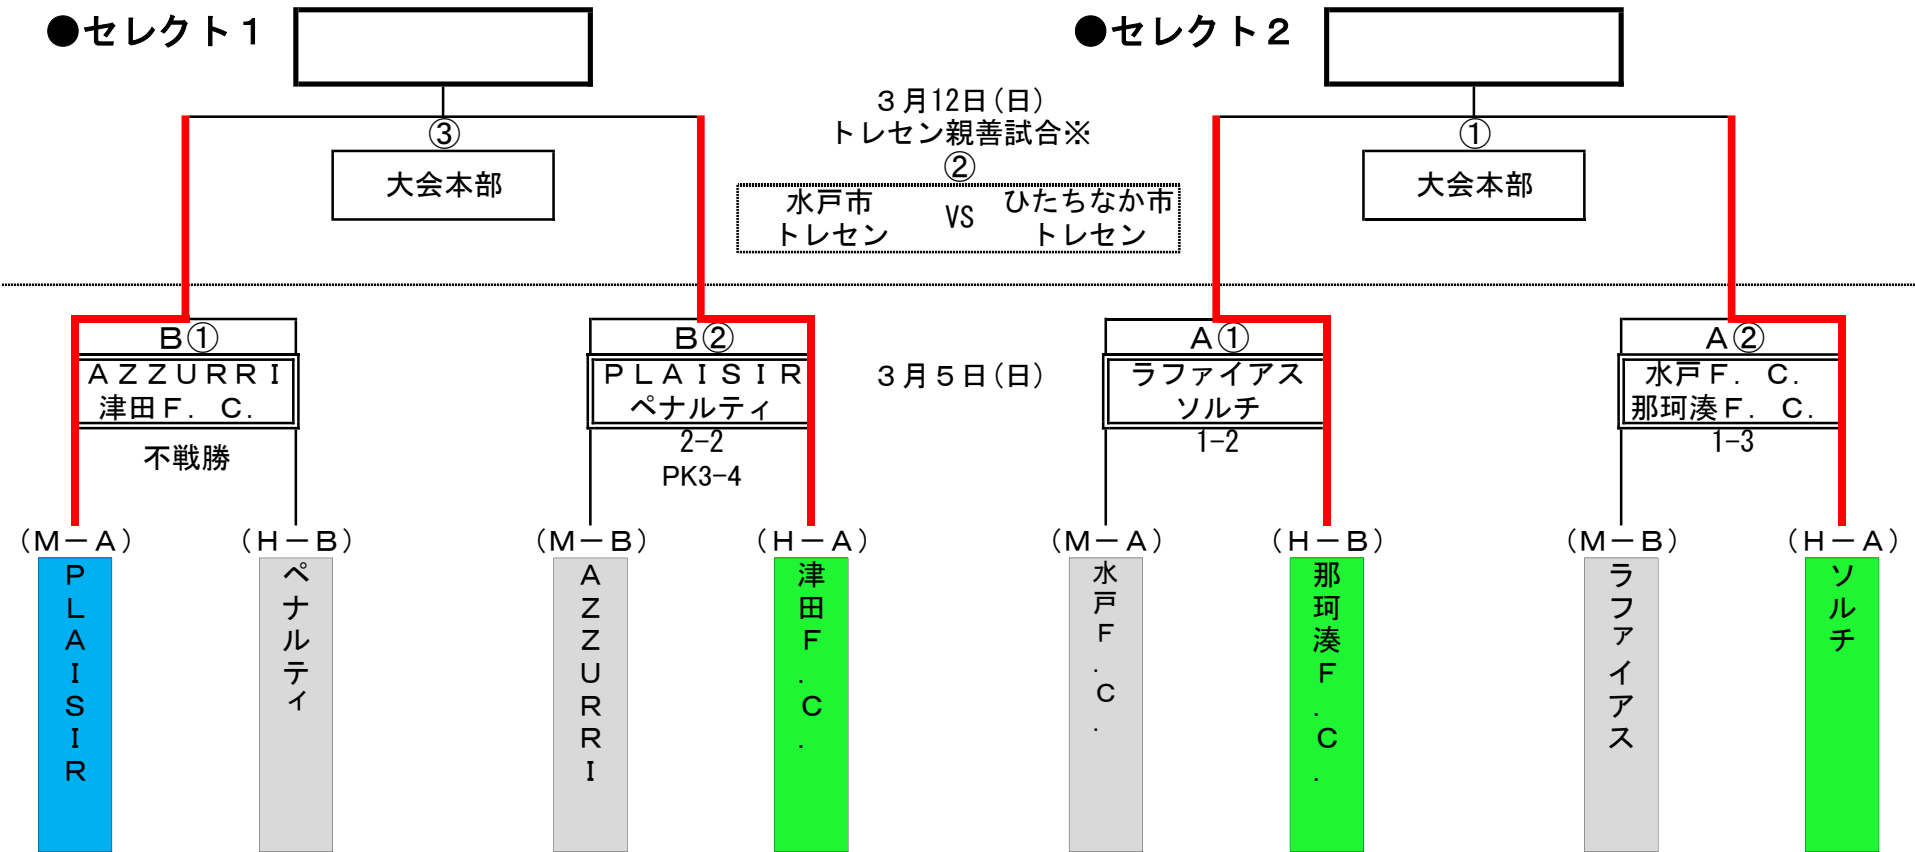 ●セレクト１
●セレクト２
３月12日(日)
トレセン親善試合※
③
②
①
大会本部
水戸市
トレセン
VS
ひたちなか市
トレセン
大会本部
B①
AZZURRI
津田F．C．
不戦勝
B②
PLAISIR
ペナルティ
2-2
PK3-4
３月５日(日)
A①
ラファイアス
ソルチ
1-2
A②
水戸F．C．
那珂湊F．C．
1-3
(M－A)
(H－B)
(M－B)
(H－A)
(M－A)
(H－B)
(M－B)
(H－A)
PLAISIR
ペナルティ
AZZURRI
津田F.C.
水戸F.C.
那珂湊F.C.
ラファイアス
ソルチ